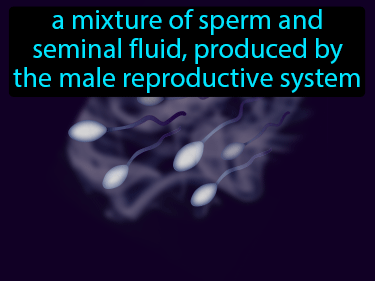 a mixture of sperm and
seminal fluid, produced by
the male reproductive system